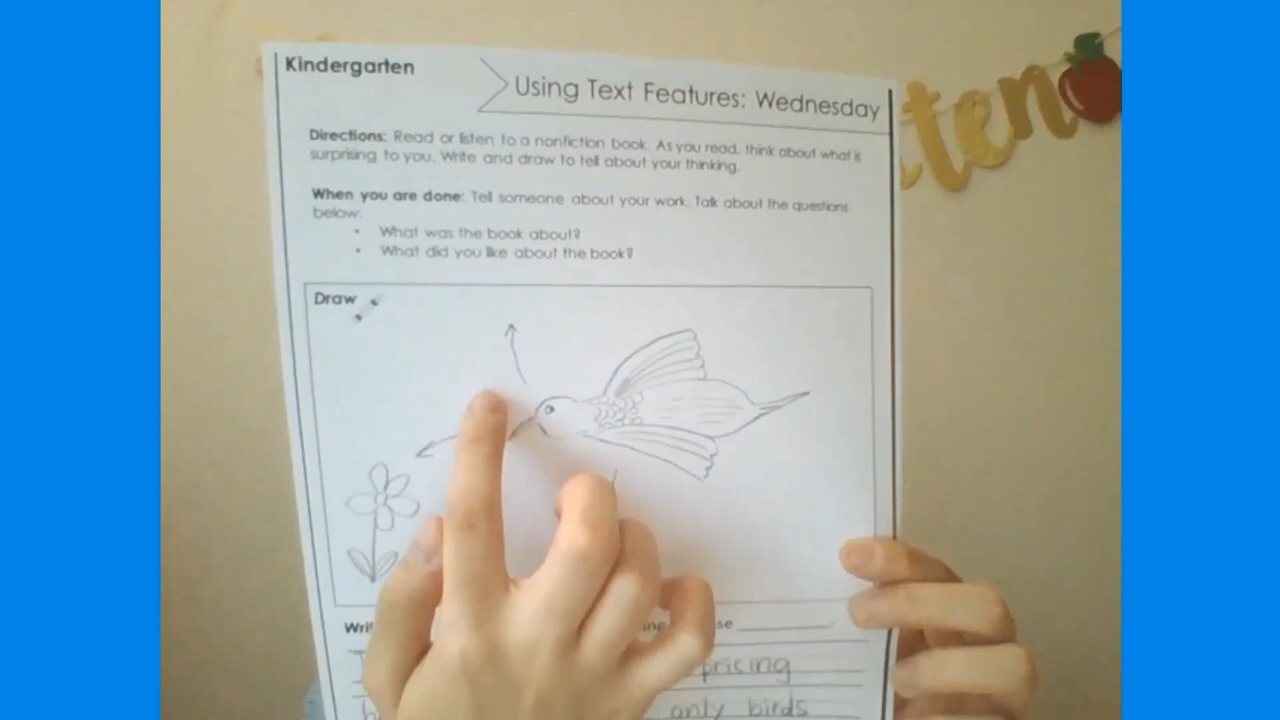 Kindergarten
Using Text Features: Wednesday
ten
Directions: Read or listen to a nonfiction book. As you read, think about what is
surprising to you. Write and draw to tell about your thinking.
When you are done: Tell someone about your work. Talk about the questions
below:
• What was the book about?
• What did you like about the book?
Draw
only birds